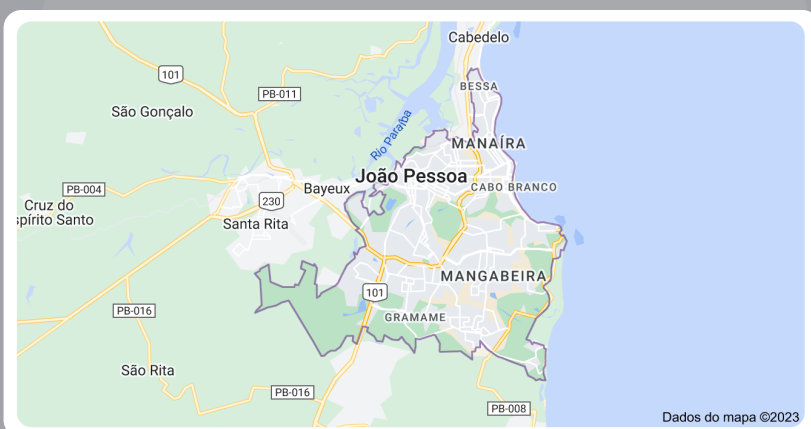 Cabedelo
101
BESSA
PB-011
São Gonçalo
Rio Paraíba
MANAÍRA
João Pessoa
PB-004
Bayeux
CABO BRANCO
230
Cruz do
spírito Santo
Santa Rita
MANGABEIRA
101
PB-016
GRAMAME
São Rita
PB-016
PB-008
Dados do mapa ©2023